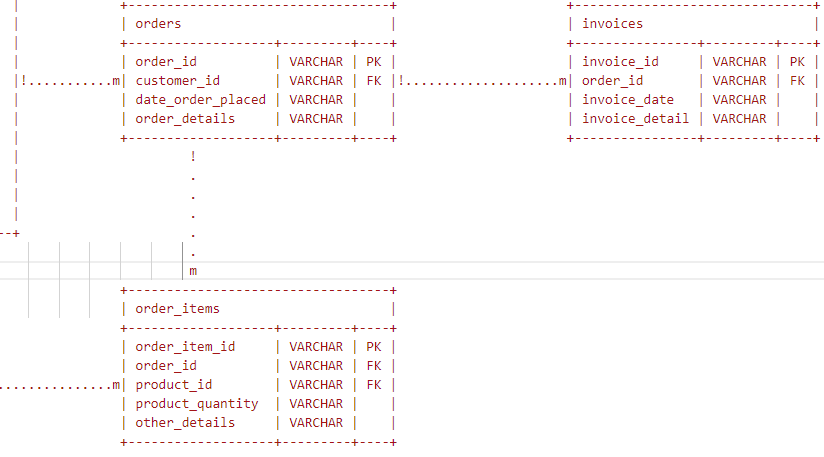 |             +----------------------------------+                       +--------------------------------+
|             | orders                           |                       | invoices                       |
|             +-------------------+---------+----+                       +----------------+----------+----+
|             | order_id          | VARCHAR | PK |                       | invoice_id     | VARCHAR | PK |
|!...........m| customer_id       | VARCHAR | FK |!....................m| order_id       | VARCHAR | FK |
|             | date_order_placed | VARCHAR |    |                       | invoice_date   | VARCHAR |    |
|             | order_details     | VARCHAR |    |                       | invoice_detail | VARCHAR |    |
|             +-------------------+---------+----+                       +----------------+----------+----+
|                      !
|                      .
|                      .
|                      .
--+                    .
                       .
                       m
              +----------------------------------+
              | order_items                      |
              +-------------------+---------+----+
              | order_item_id     | VARCHAR | PK |
              | order_id          | VARCHAR | FK |
...............m| product_id        | VARCHAR | FK |
              | product_quantity  | VARCHAR |    |
              | other_details     | VARCHAR |    |
              +-------------------+---------+----+